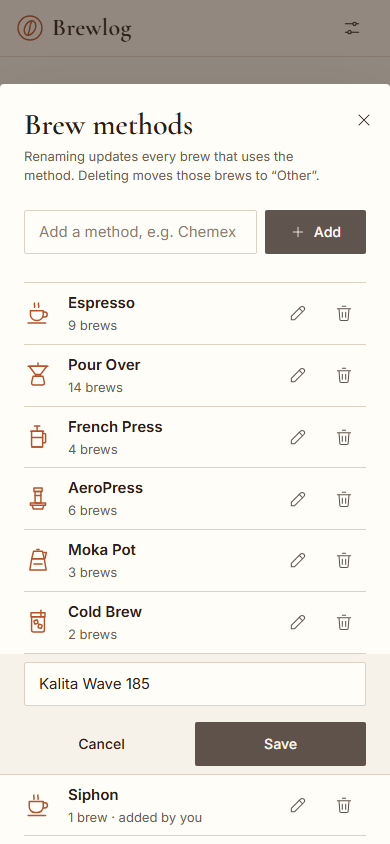 Brewlog
Brew methods
Renaming updates every brew that uses the
method. Deleting moves those brews to “Other”.
Add a method, e.g. Chemex
Add
Espresso
9 brews
Pour Over
14 brews
French Press
4 brews
AeroPress
6 brews
Moka Pot
3 brews
Cold Brew
2 brews
Kalita Wave 185
Cancel
Save
Siphon
1 brew · added by you